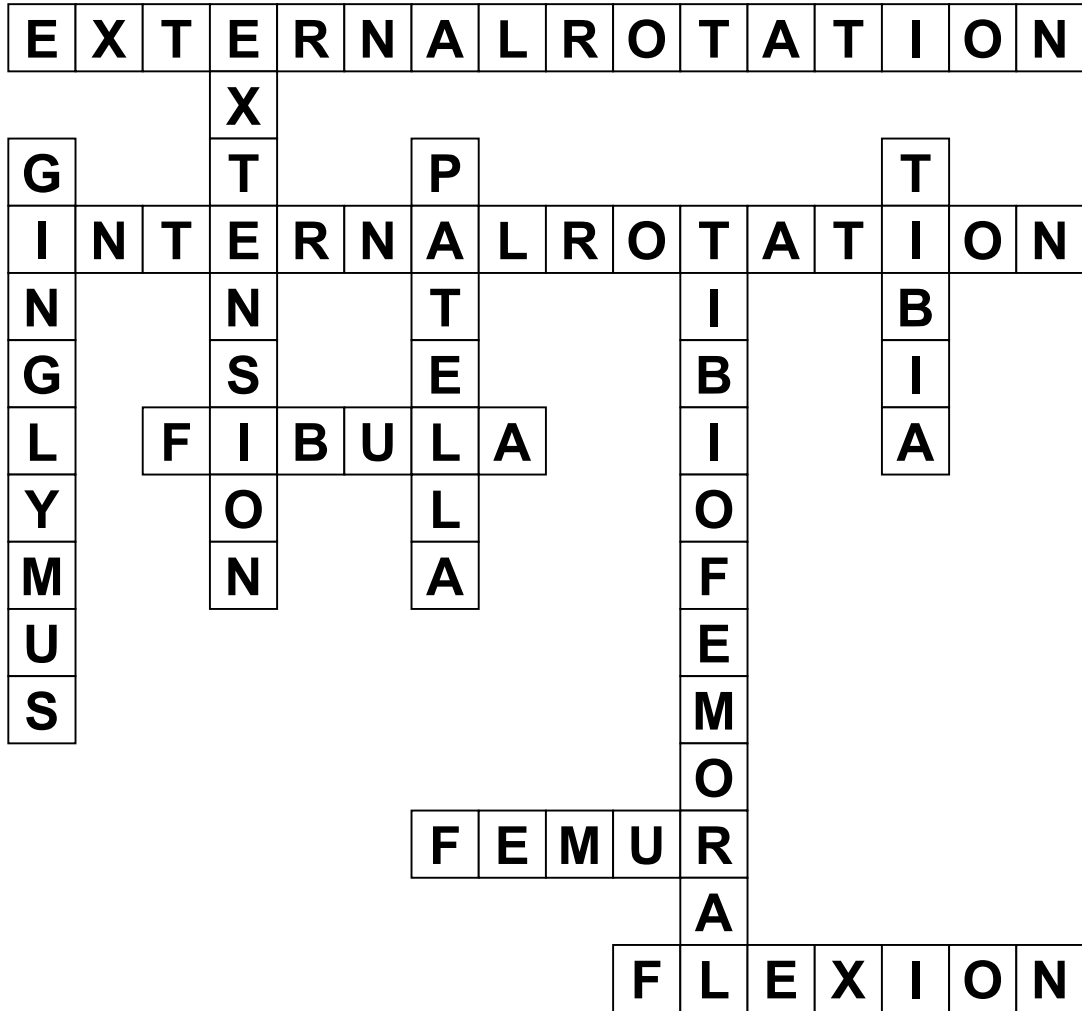 EXTERNALROTATION
X
G T P T
INTERNALROTATION
N N T I B
G S E B I
L FIBULA I A
Y O L O
M N A F
U E
S M
O
FEMUR
A
FLEXION